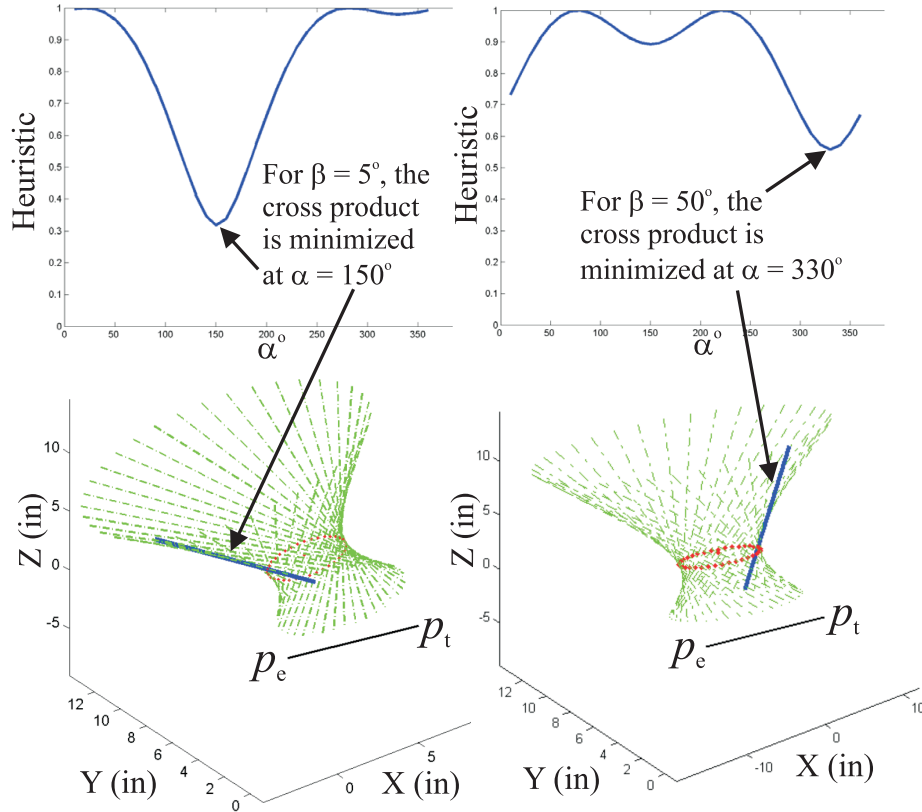 1
0.9
0.8
0.7
0.6
0.5
0.4
0.3
0.2
0.1
0
Heuristic
0 50 100 150 200 250 300 350
α°
For β = 5°, the
cross product
is minimized
at α = 150°
1
0.9
0.8
0.7
0.6
0.5
0.4
0.3
0.2
0.1
0
Heuristic
0 50 100 150 200 250 300 350
α°
For β = 50°, the
cross product is
minimized at α = 330°
10
5
0
-5
Z (in)
12
10
8
6
4
2
0
Y (in)
0
5
X (in)
pe
pt
10
5
0
-5
Z (in)
12
10
8
6
4
2
0
Y (in)
-10
0
10
X (in)
pe
pt